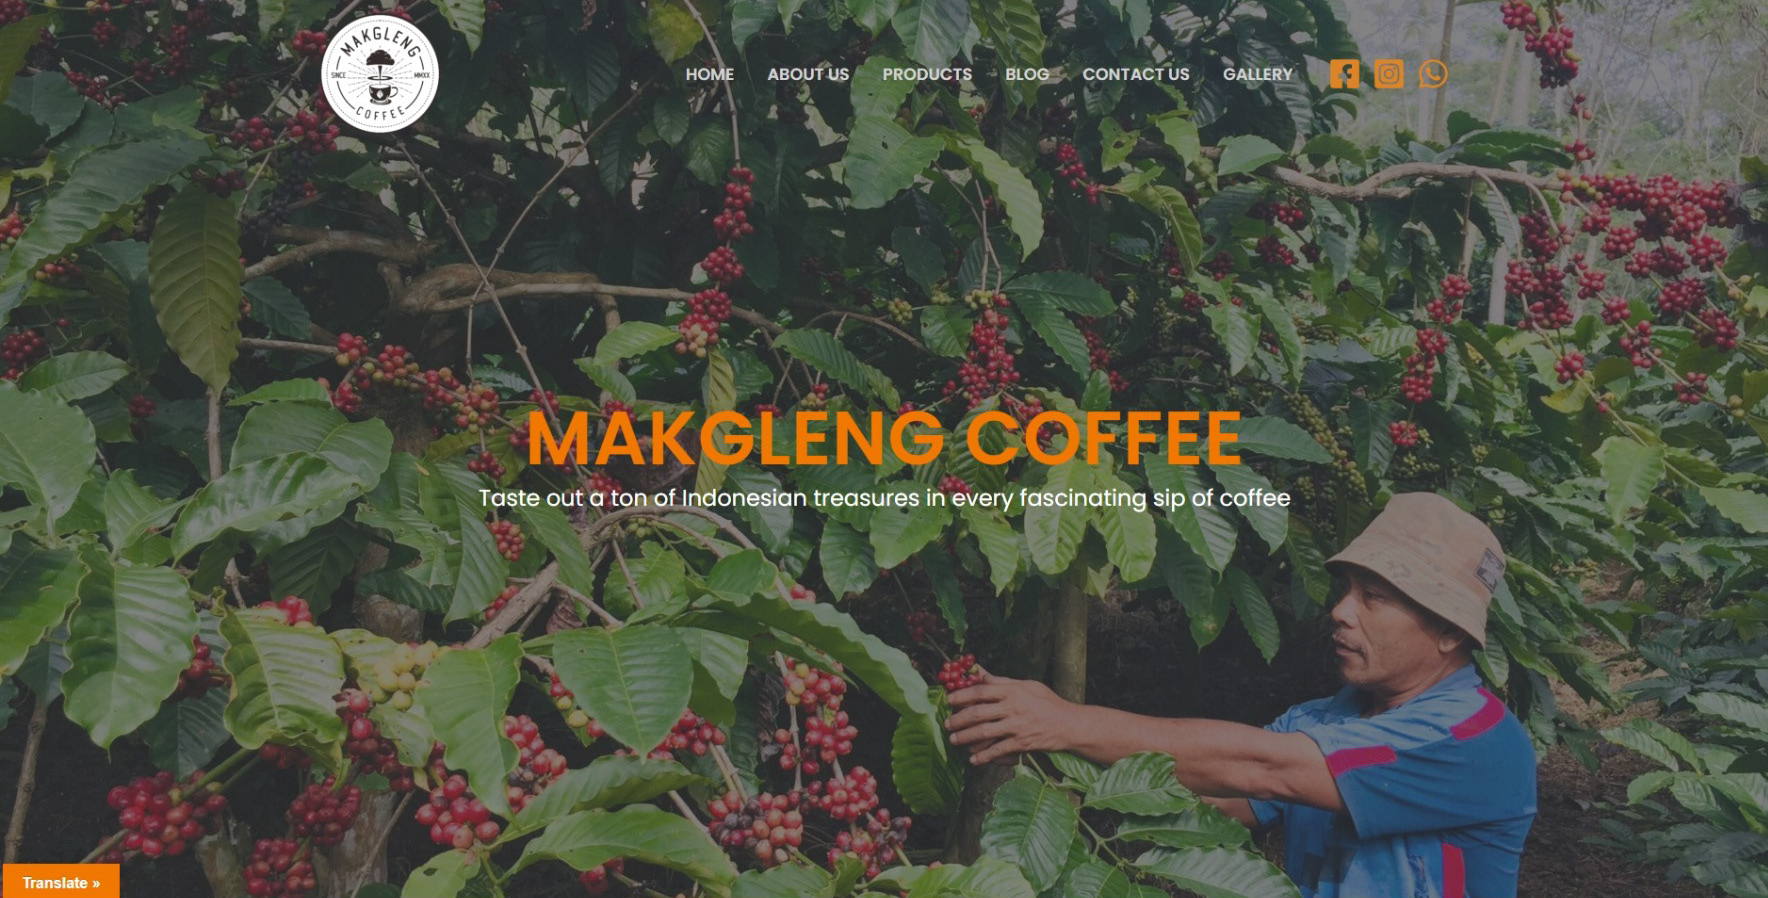 MAKGLENG
SINCE MMXX
COFFEE
HOME ABOUT US PRODUCTS BLOG CONTACT US GALLERY
MAKGLENG COFFEE
Taste out a ton of Indonesian treasures in every fascinating sip of coffee
Translate »